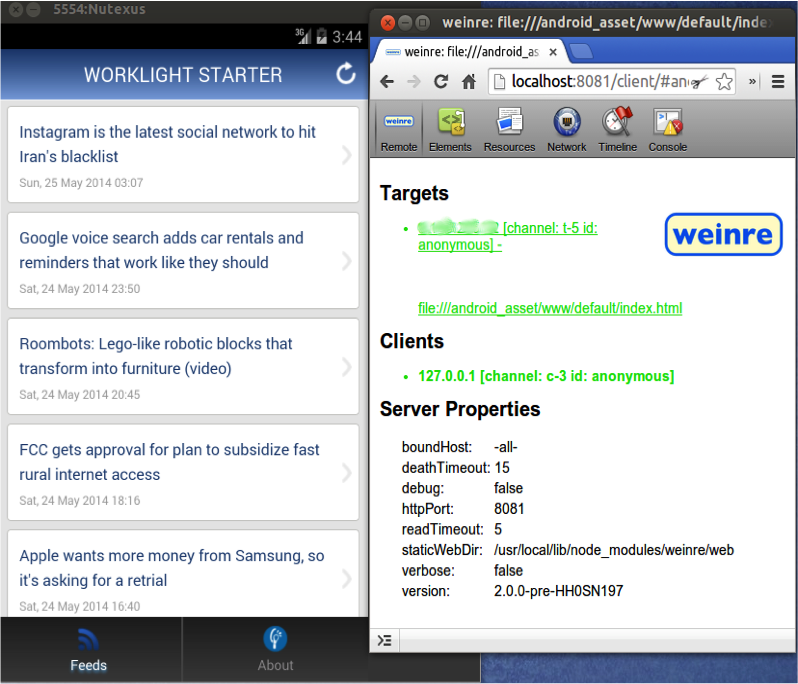 5554:Nutexus
3G
3:44
WORKLIGHT STARTER
Instagram is the latest social network to hit
Iran's blacklist
Sun, 25 May 2014 03:07
Google voice search adds car rentals and
reminders that work like they should
Sat, 24 May 2014 23:50
Roombots: Lego-like robotic blocks that
transform into furniture (video)
Sat, 24 May 2014 20:45
FCC gets approval for plan to subsidize fast
rural internet access
Sat, 24 May 2014 18:16
Apple wants more money from Samsung, so
it's asking for a retrial
Sat, 24 May 2014 16:40
Feeds
About
weinre: file:///android_asset/www/default/inde
weinre: file:///android_as
localhost:8081/client/#an
weinre
Remote
Elements
Resources
Network
Timeline
Console
Targets
[channel: t-5 id:
anonymous] -
weinre
file:///android_asset/www/default/index.html
Clients
127.0.0.1 [channel: c-3 id: anonymous]
Server Properties
boundHost: -all-
deathTimeout: 15
debug: false
httpPort: 8081
readTimeout: 5
staticWebDir: /usr/local/lib/node_modules/weinre/web
verbose: false
version: 2.0.0-pre-HH0SN197